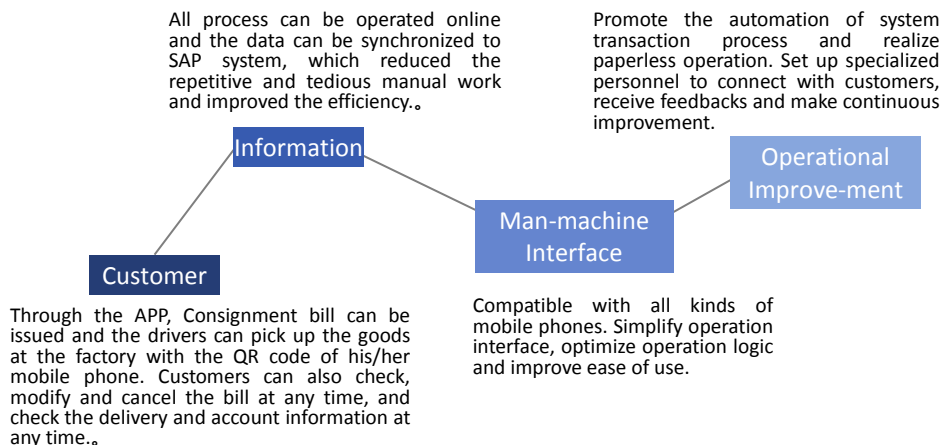 All process can be operated online
and the data can be synchronized to
SAP system, which reduced the
repetitive and tedious manual work
and improved the efficiency.。
Promote the automation of system
transaction process and realize
paperless operation. Set up specialized
personnel to connect with customers,
receive feedbacks and make continuous
improvement.
Information
Operational
Improve-ment
Man-machine
Interface
Customer
Through the APP, Consignment bill can be
issued and the drivers can pick up the goods
at the factory with the QR code of his/her
mobile phone. Customers can also check,
modify and cancel the bill at any time, and
check the delivery and account information at
any time.。
Compatible with all kinds of
mobile phones. Simplify operation
interface, optimize operation logic
and improve ease of use.